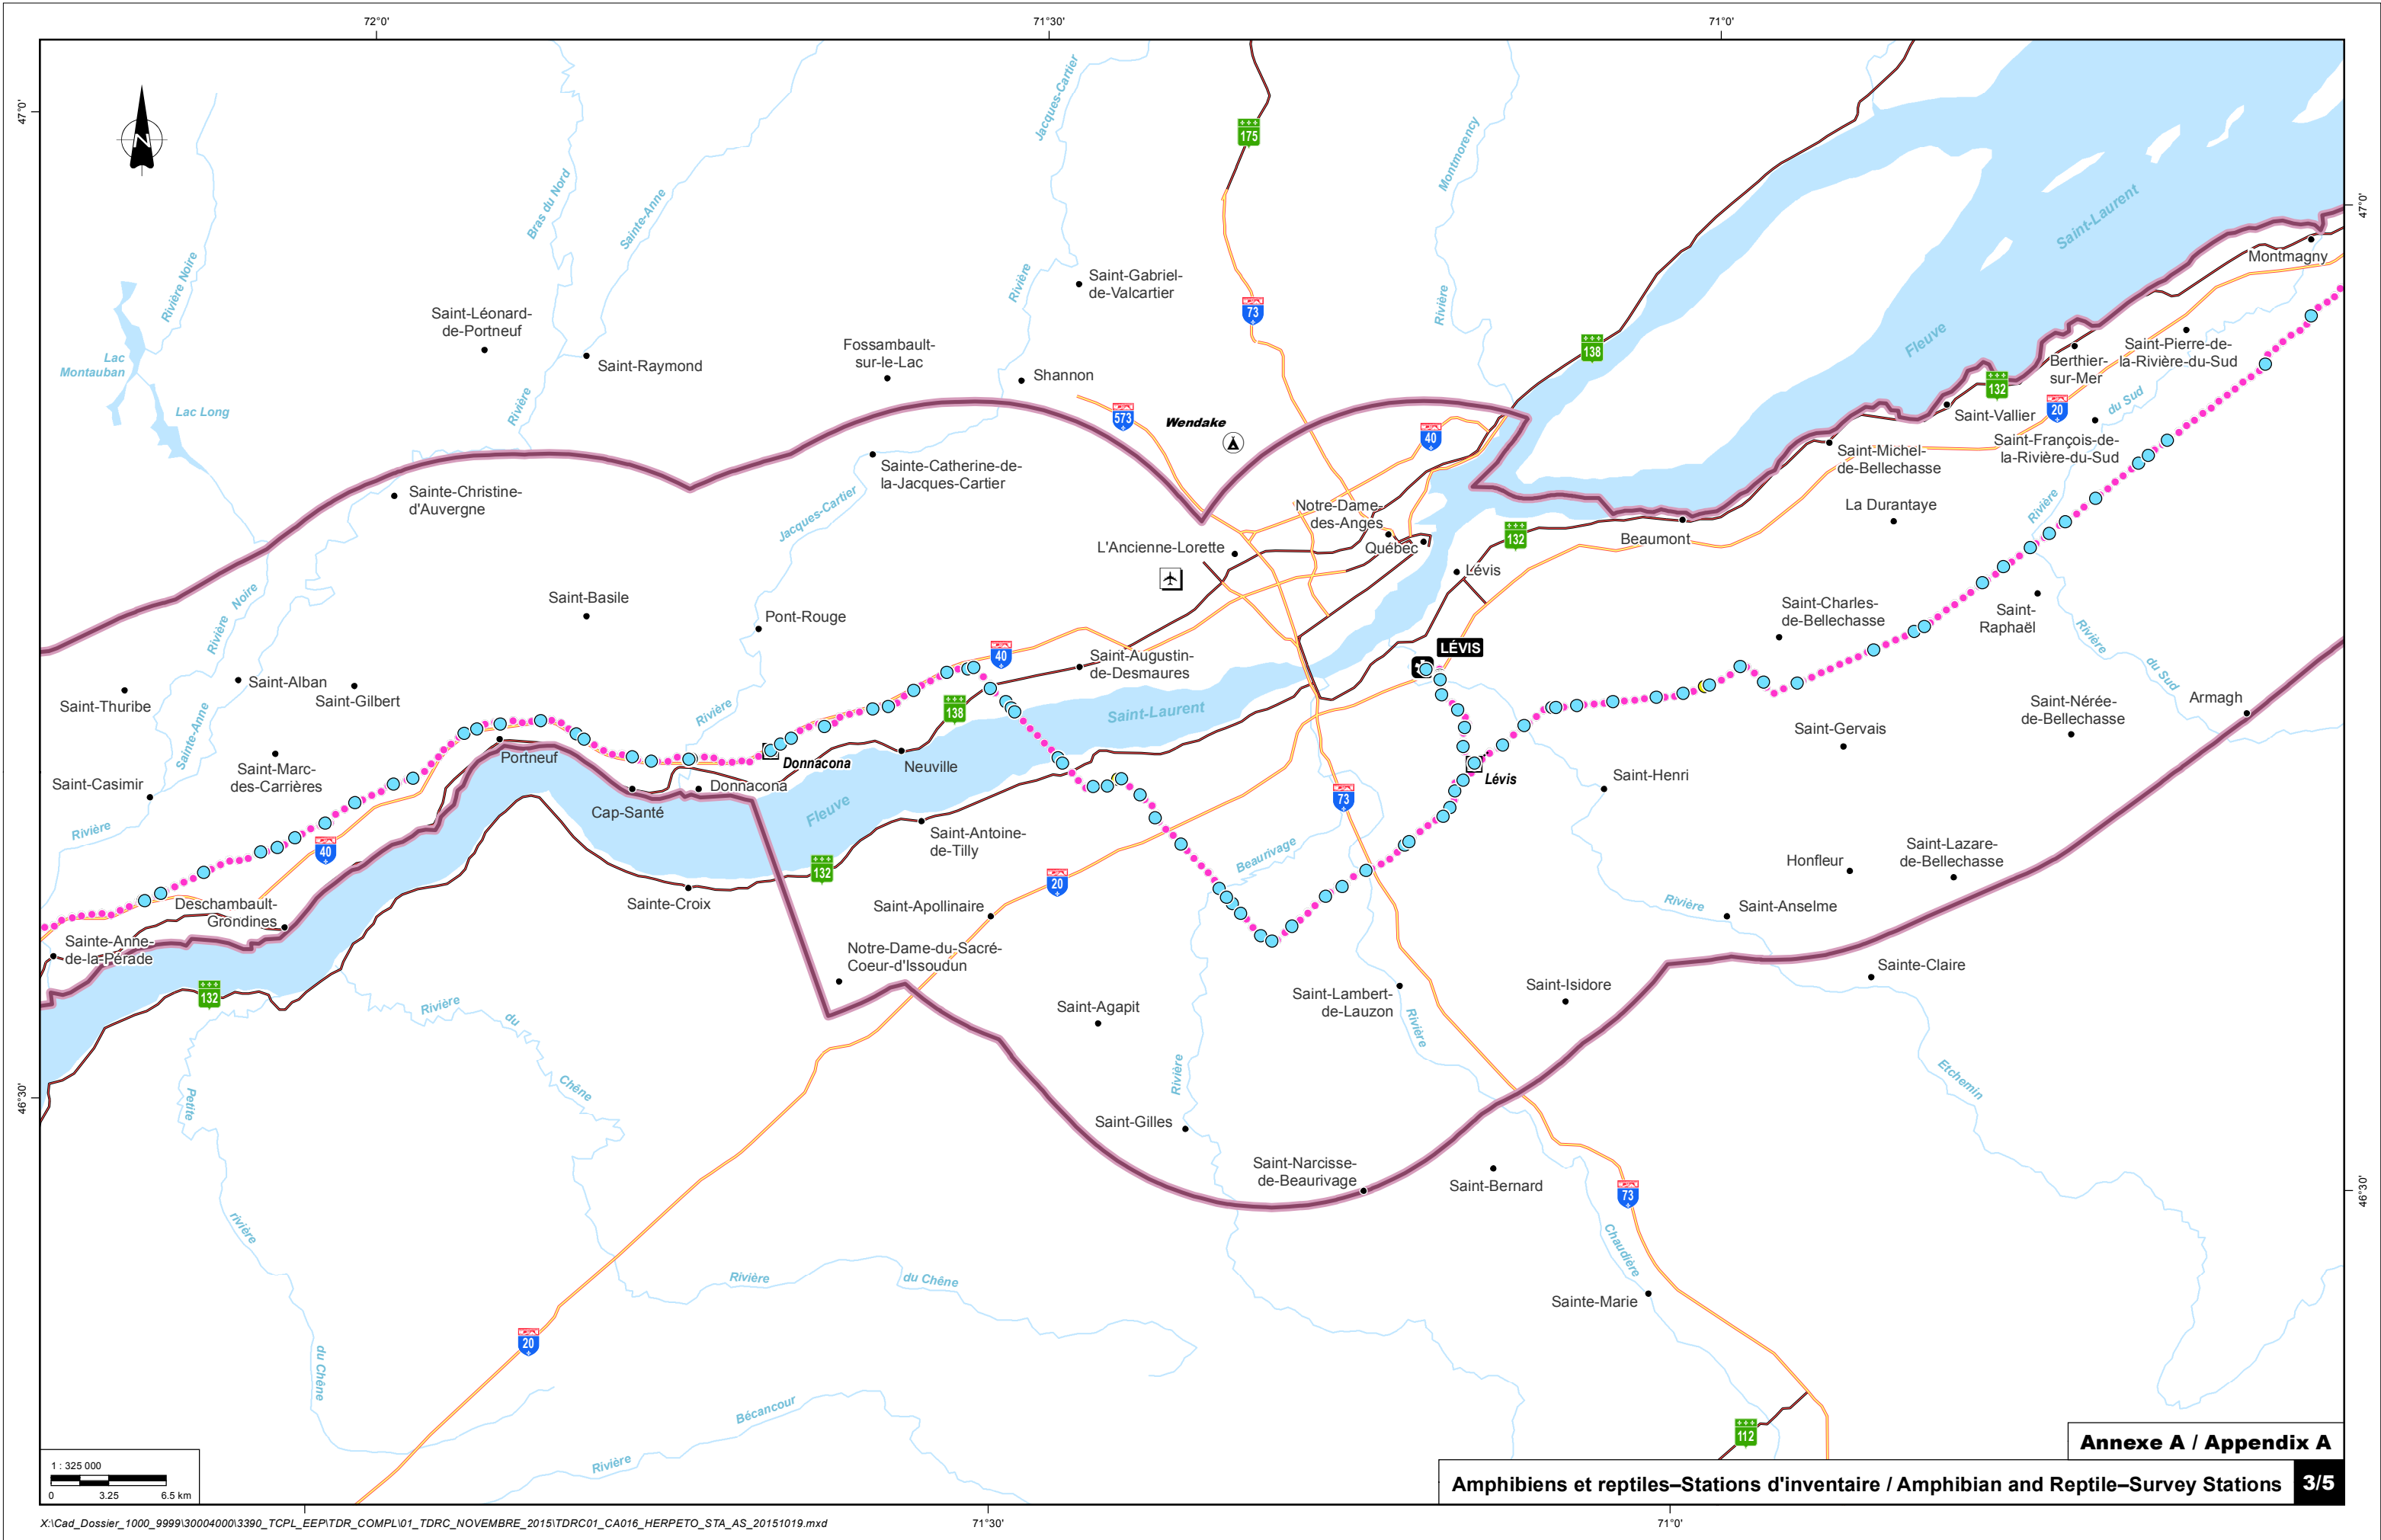 72°0'
71°30'
71°0'
47°0'
47°0'
N
175
Jacques-Cartier
Montmorency
Bras du Nord
Sainte-Anne
Rivière Noire
Rivière
Rivière
Saint-Laurent
Fleuve
Montmagny
Saint-Gabriel-
de-Valcartier
73
138
Saint-Léonard-
de-Portneuf
Saint-Raymond
Lac
Montauban
Lac Long
Rivière
Fossambault-
sur-le-Lac
Shannon
573
Wendake
40
Saint-Pierre-de-
la-Rivière-du-Sud
Berthier-
sur-Mer
132
20
du Sud
Saint-Vallier
Saint-François-de-
la-Rivière-du-Sud
Saint-Michel-
de-Bellechasse
Sainte-Christine-
d'Auvergne
Sainte-Catherine-de-
la-Jacques-Cartier
Jacques-Cartier
Notre-Dame-
des-Anges
Québec
L'Ancienne-Lorette
132
Beaumont
La Durantaye
Rivière
Lévis
Saint-Basile
Pont-Rouge
Noire
Rivière
Saint-Charles-
de-Bellechasse
Saint-
Raphaël
Rivière
du Sud
LÉVIS
40
Saint-Augustin-
de-Desmaures
Saint-Thuribe
Saint-Alban
Saint-Gilbert
Sainte-Anne
Rivière
138
Saint-Laurent
Armagh
Saint-Nérée-
de-Bellechasse
Saint-Gervais
Saint-Casimir
Saint-Marc-
des-Carrières
Portneuf
Donnacona
Donnacona
Neuville
Lévis
Saint-Henri
Cap-Santé
Fleuve
73
Rivière
40
Saint-Antoine-
de-Tilly
132
20
Beaurivage
Honfleur
Saint-Lazare-
de-Bellechasse
Deschambault-
Grondines
Sainte-Croix
Saint-Apollinaire
Rivière
Saint-Anselme
Sainte-Anne-
de-la-Pérade
Notre-Dame-du-Sacré-
Coeur-d'Issoudun
Sainte-Claire
132
Rivière
du
Chêne
Saint-Agapit
Saint-Lambert-
de-Lauzon
Saint-Isidore
Rivière
Etchemin
46°30'
46°30'
Petite
rivière
du Chêne
Rivière
Saint-Gilles
Saint-Narcisse-
de-Beaurivage
Saint-Bernard
73
Chaudière
Sainte-Marie
Rivière
du Chêne
20
Bécancour
Rivière
112
Annexe A / Appendix A
Amphibiens et reptiles–Stations d'inventaire / Amphibian and Reptile–Survey Stations
3/5
1 : 325 000
0 3.25 6.5 km
71°30'
71°0'
X:\Cad_Dossier_1000_9999\30004000\3390_TCPL_EEP\TDR_COMPL\01_TDRC_NOVEMBRE_2015\TDRC01_CA016_HERPETO_STA_AS_20151019.mxd